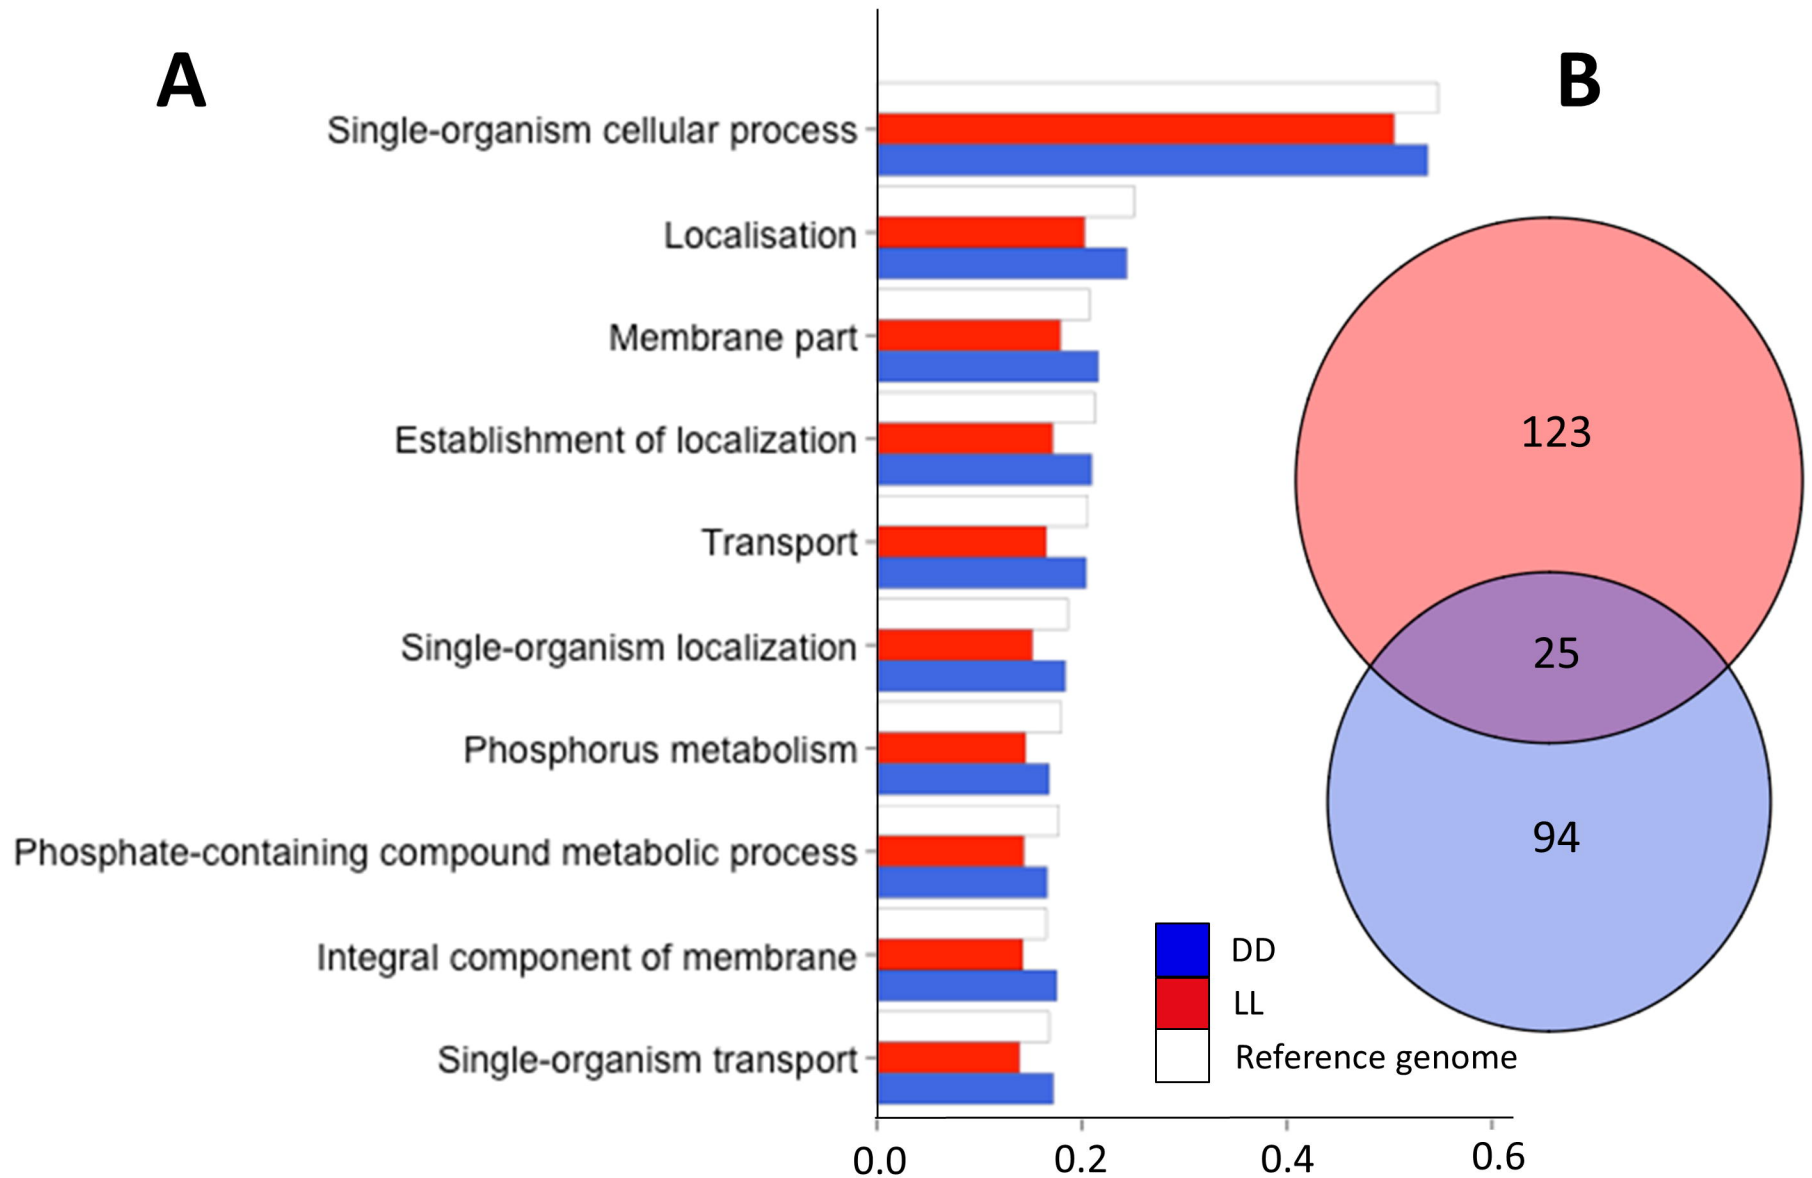 A
B
Single-organism cellular process
Localisation
Membrane part
Establishment of localization
Transport
Single-organism localization
Phosphorus metabolism
Phosphate-containing compound metabolic process
Integral component of membrane
Single-organism transport
0.0
0.2
0.4
0.6
DD
LL
Reference genome
123
25
94